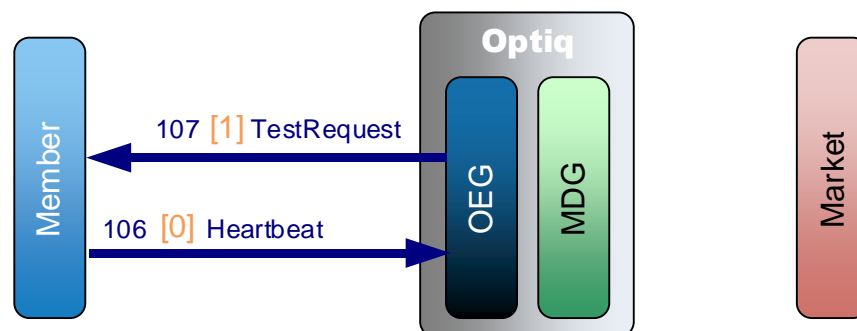 Optiq
107 [1] TestRequest
106 [0] Heartbeat
Member
OEG
MDG
Market